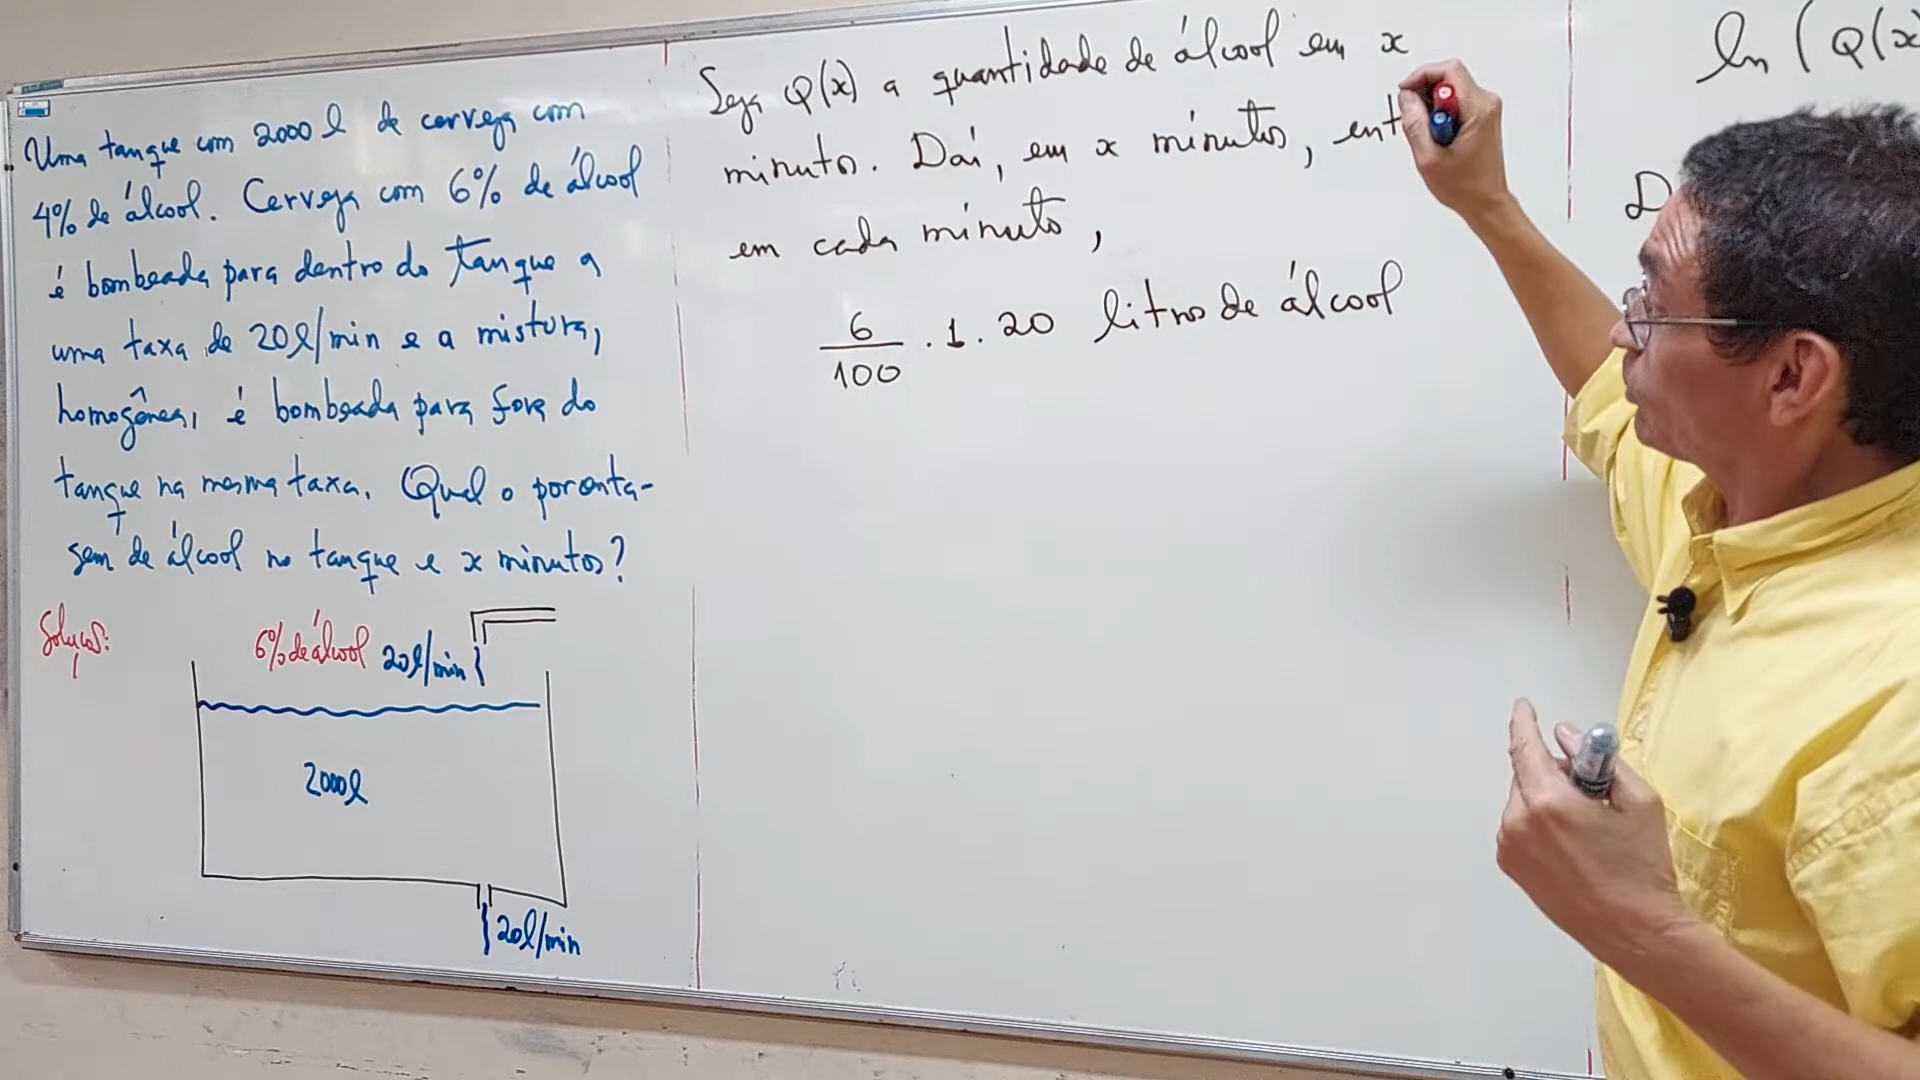 Uma tanque com 2000 l de cerveja com
4% de álcool. Cerveja com 6% de álcool
é bombeada para dentro do tanque a
uma taxa de 20l/min e a mistura,
homogênea, é bombeada para fora do
tanque na mesma taxa. Qual o porcenta-
gem de álcool no tanque e x minutos?
Solução:
6% de álcool 20l/min
2000l
20l/min
Seja Q(x) a quantidade de álcool em x
minutos. Daí, em x minutos, ent
em cada minuto,
6/100 . 1 . 20 litros de álcool
ln (Q(x
D